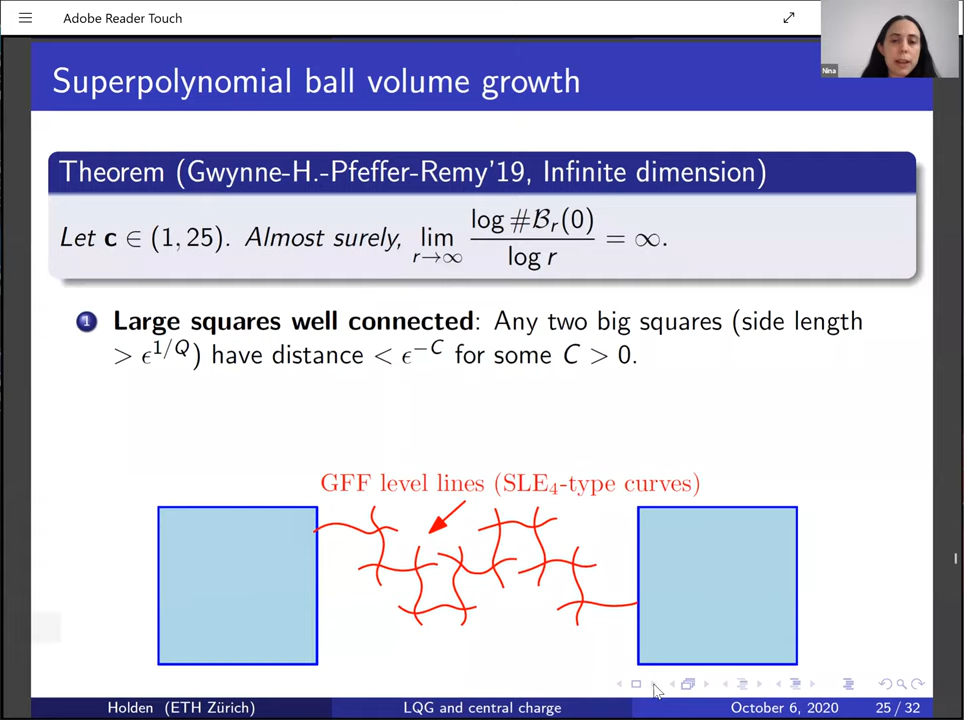 Adobe Reader Touch
Nina
Superpolynomial ball volume growth
Theorem (Gwynne-H.-Pfeffer-Remy'19, Infinite dimension)
Let c ∈ (1, 25). Almost surely, lim_{r→∞} log #𝓑_r(0) / log r = ∞.
1 Large squares well connected: Any two big squares (side length
> ϵ^{1/Q}) have distance < ϵ^{−C} for some C > 0.
GFF level lines (SLE₄-type curves)
Holden (ETH Zürich) LQG and central charge October 6, 2020 25 / 32